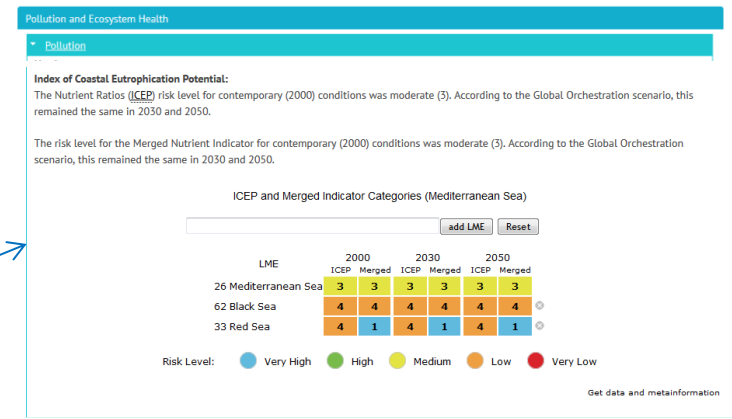 Pollution and Ecosystem Health
Pollution
Index of Coastal Eutrophication Potential:
The Nutrient Ratios (ICEP) risk level for contemporary (2000) conditions was moderate (3). According to the Global Orchestration scenario, this
remained the same in 2030 and 2050.
The risk level for the Merged Nutrient Indicator for contemporary (2000) conditions was moderate (3). According to the Global Orchestration
scenario, this remained the same in 2030 and 2050.
ICEP and Merged Indicator Categories (Mediterranean Sea)
add LME Reset
LME 2000 2030 2050
ICEP Merged ICEP Merged ICEP Merged
26 Mediterranean Sea 3 3 3 3 3 3
62 Black Sea 4 4 4 4 4 4
33 Red Sea 4 1 4 1 4 1
Risk Level: Very High High Medium Low Very Low
Get data and metainformation